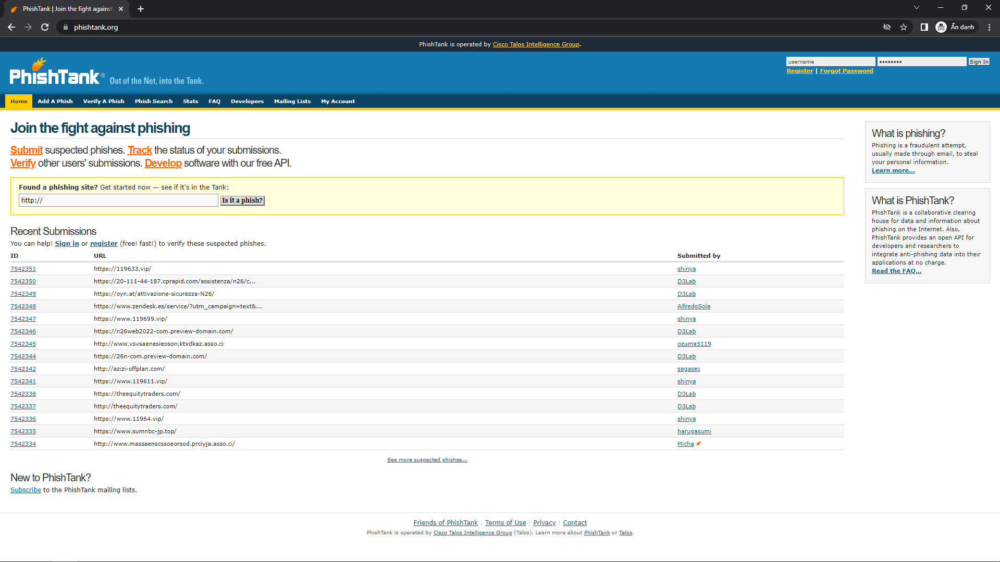 PhishTank | Join the fight against
phishtank.org
Ẩn danh
PhishTank is operated by Cisco Talos Intelligence Group.
PhishTank® Out of the Net, into the Tank.
username •••••••• Sign In
Register | Forgot Password
Home Add A Phish Verify A Phish Phish Search Stats FAQ Developers Mailing Lists My Account
Join the fight against phishing
Submit suspected phishes. Track the status of your submissions.
Verify other users' submissions. Develop software with our free API.
Found a phishing site? Get started now — see if it's in the Tank:
http:// Is it a phish?
Recent Submissions
You can help! Sign in or register (free! fast!) to verify these suspected phishes.
ID URL Submitted by
7542351 https://119633.vip/ shinya
7542350 https://20-111-44-187.cprapid.com/assistenza/n26/c... D3Lab
7542349 https://oyn.at/attivazione-sicurezza-N26/ D3Lab
7542348 https://www.zendesk.es/service/?utm_campaign=text&... AlfredoSola
7542347 https://www.119699.vip/ shinya
7542346 https://n26web2022-com.preview-domain.com/ D3Lab
7542345 http://www.vsvsaenesieoson.ktxdkaz.asso.ci ozuma5119
7542344 https://26n-com.preview-domain.com/ D3Lab
7542342 http://azizi-offplan.com/ segasec
7542341 https://www.119611.vip/ shinya
7542338 https://theequitytraders.com/ D3Lab
7542337 http://theequitytraders.com/ D3Lab
7542336 https://www.11964.vip/ shinya
7542335 https://www.sumnbc-jp.top/ harugasumi
7542334 http://www.massaenscssoeorsod.prciyja.asso.ci/ Micha
See more suspected phishes...
New to PhishTank?
Subscribe to the PhishTank mailing lists.
What is phishing?
Phishing is a fraudulent attempt,
usually made through email, to steal
your personal information.
Learn more...
What is PhishTank?
PhishTank is a collaborative clearing
house for data and information about
phishing on the Internet. Also,
PhishTank provides an open API for
developers and researchers to
integrate anti-phishing data into their
applications at no charge.
Read the FAQ...
Friends of PhishTank | Terms of Use | Privacy | Contact
PhishTank is operated by Cisco Talos Intelligence Group (Talos). Learn more about PhishTank or Talos.